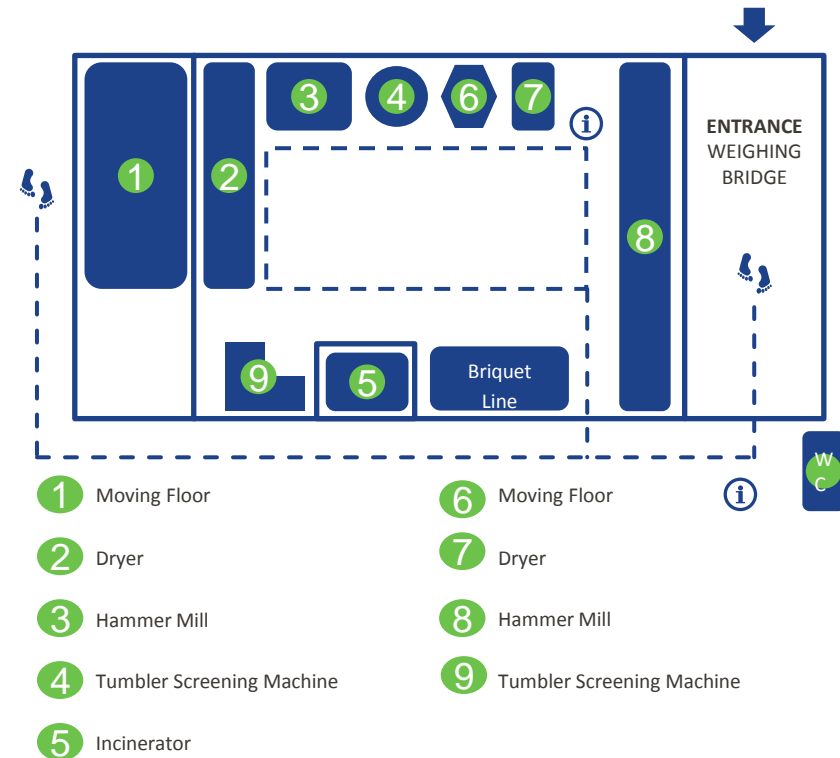 3
4
6
7
i
ENTRANCE
WEIGHING
BRIDGE
1
2
8
9
5
Briquet
Line
W
C
1 Moving Floor
6 Moving Floor
i
2 Dryer
7 Dryer
3 Hammer Mill
8 Hammer Mill
4 Tumbler Screening Machine
9 Tumbler Screening Machine
5 Incinerator